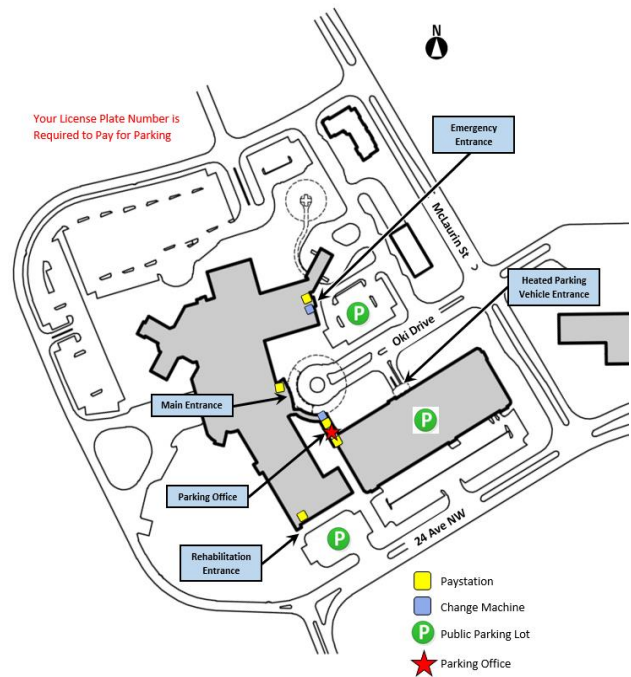 N
Your License Plate Number is
Required to Pay for Parking
Emergency
Entrance
McLaurin St
Heated Parking
Vehicle Entrance
P
Oki Drive
Main Entrance
P
Parking Office
P
24 Ave NW
Rehabilitation
Entrance
Paystation
Change Machine
P
Public Parking Lot
Parking Office